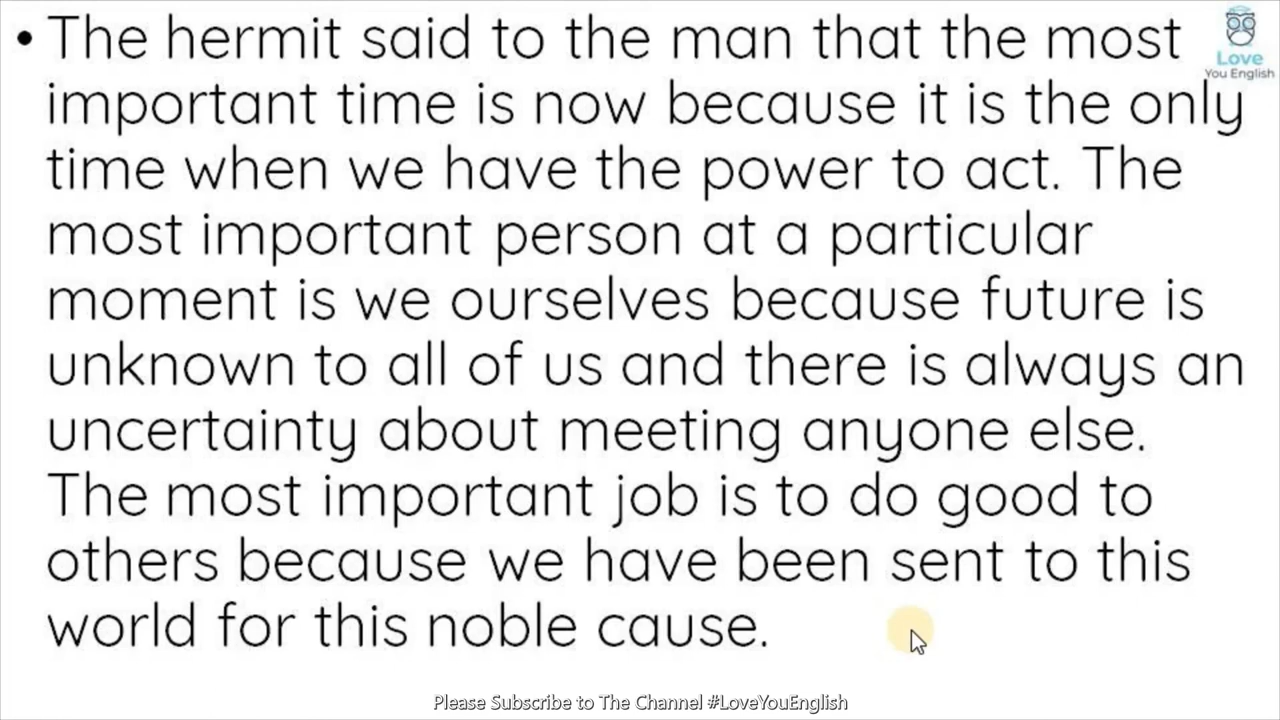 • The hermit said to the man that the most
important time is now because it is the only
time when we have the power to act. The
most important person at a particular
moment is we ourselves because future is
unknown to all of us and there is always an
uncertainty about meeting anyone else.
The most important job is to do good to
others because we have been sent to this
world for this noble cause.
Love
You English
Please Subscribe to The Channel #LoveYouEnglish